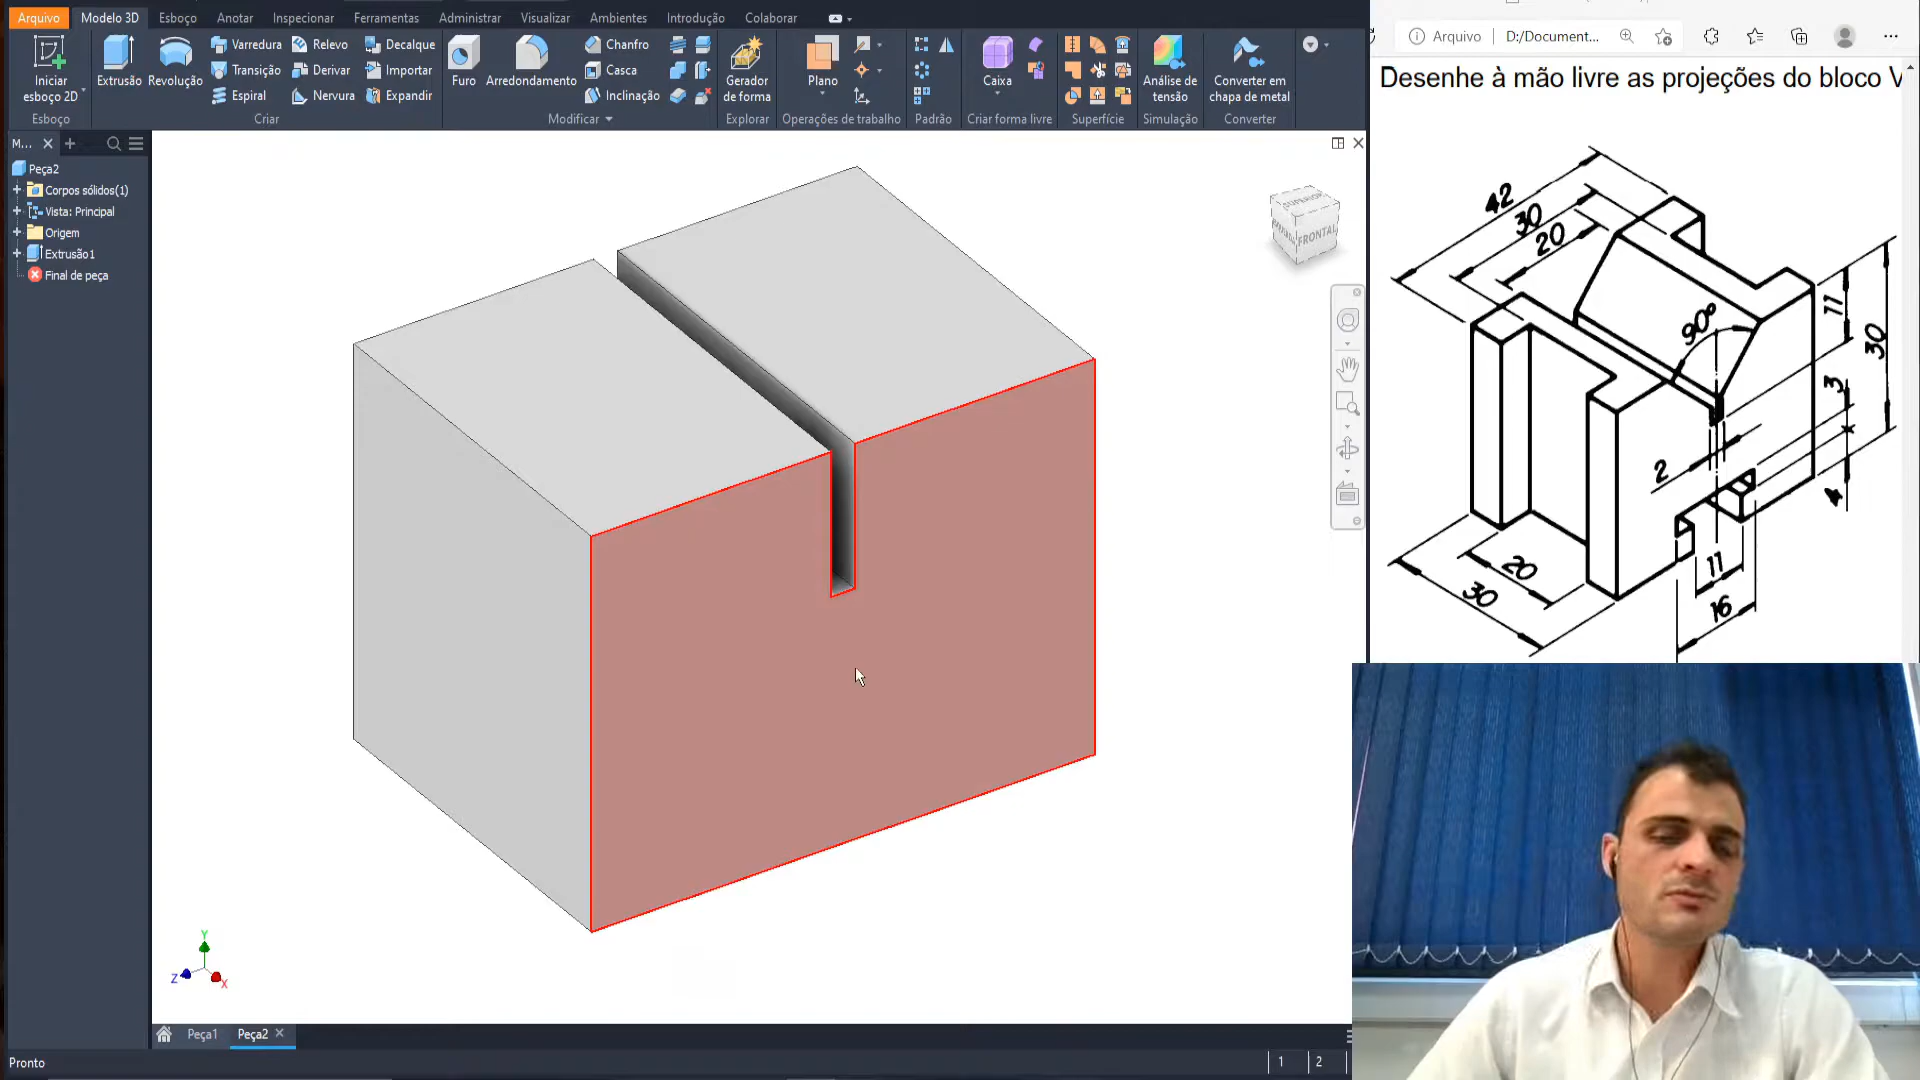 Arquivo Modelo 3D Esboço Anotar Inspecionar Ferramentas Administrar Visualizar Ambientes Introdução Colaborar
Iniciar
esboço 2D
Extrusão
Revolução
Varredura
Transição
Espiral
Relevo
Derivar
Nervura
Decalque
Importar
Expandir
Furo
Arredondamento
Chanfro
Casca
Inclinação
Gerador
de forma
Plano
Caixa
Análise de
tensão
Converter em
chapa de metal
Esboço Criar Modificar Explorar Operações de trabalho Padrão Criar forma livre Superfície Simulação Converter
M...
Peça2
Corpos sólidos(1)
Vista: Principal
Origem
Extrusão1
Final de peça
SUPERIOR
FRONTAL
Y
Z
X
Peça1 Peça2
Pronto
1 2
Arquivo D:/Document...
Desenhe à mão livre as projeções do bloco V
42
30
20
90°
11
30
3
2
4
20
30
11
16